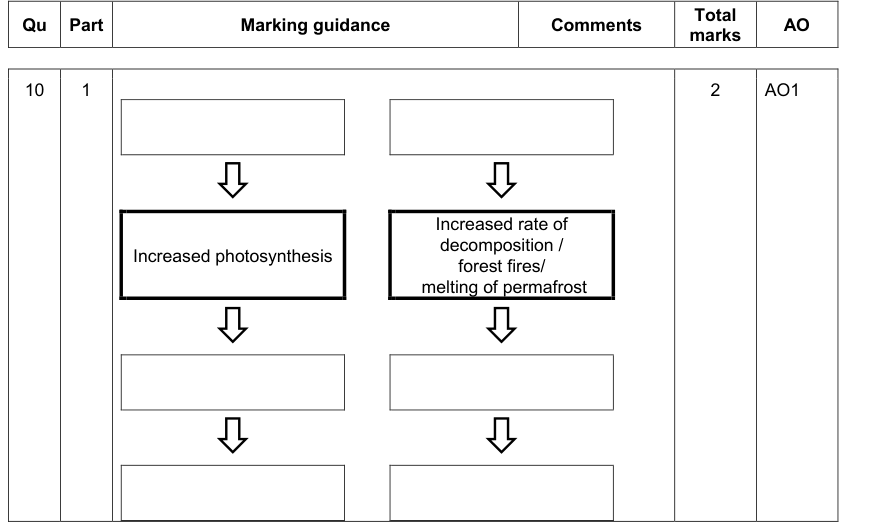 Qu Part Marking guidance Comments Total marks AO
10 1 2 AO1
Increased photosynthesis
Increased rate of
decomposition /
forest fires/
melting of permafrost